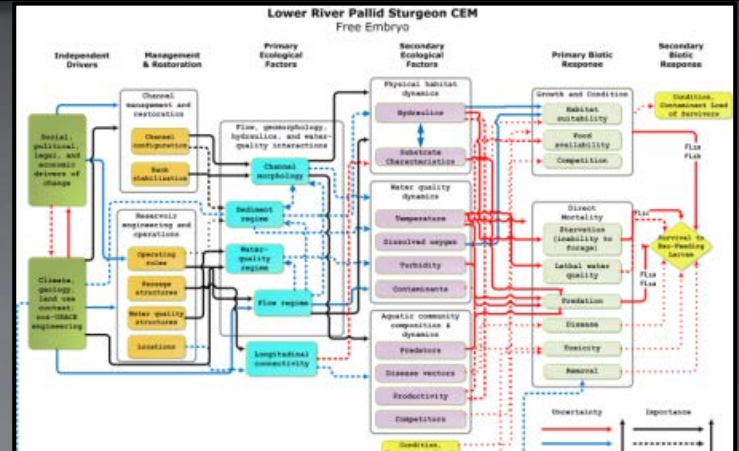 Lower River Pallid Sturgeon CEM
Free Embryo
Independent
Drivers
Management
& Restoration
Primary
Ecological
Factors
Secondary
Ecological
Factors
Primary Biotic
Response
Secondary
Biotic
Response
Social,
political,
legal, and
economic
drivers of
change
Climate,
geology,
land use
context;
non-USACE
engineering
Channel
management and
restoration
Channel
configuration
Bank
stabilization
Reservoir
engineering and
operations
Operating
rules
Passage
structures
Water quality
structures
Locations
Flow, geomorphology,
hydraulics, and water-
quality interactions
Channel
morphology
Sediment
regime
Water-
quality
regime
Flow regime
Longitudinal
connectivity
Physical habitat
dynamics
Hydraulics
Substrate
Characteristics
Water quality
dynamics
Temperature
Dissolved oxygen
Turbidity
Contaminants
Aquatic community
composition &
dynamics
Predators
Disease vectors
Productivity
Competitors
Condition,
Growth and Condition
Habitat
suitability
Food
availability
Competition
Direct
Mortality
Starvation
(inability to
forage)
Lethal water
quality
Predation
Disease
Toxicity
Removal
Condition,
Contaminant Load
of Survivors
Survival to
Exo-Feeding
Larvae
Uncertainty
Importance